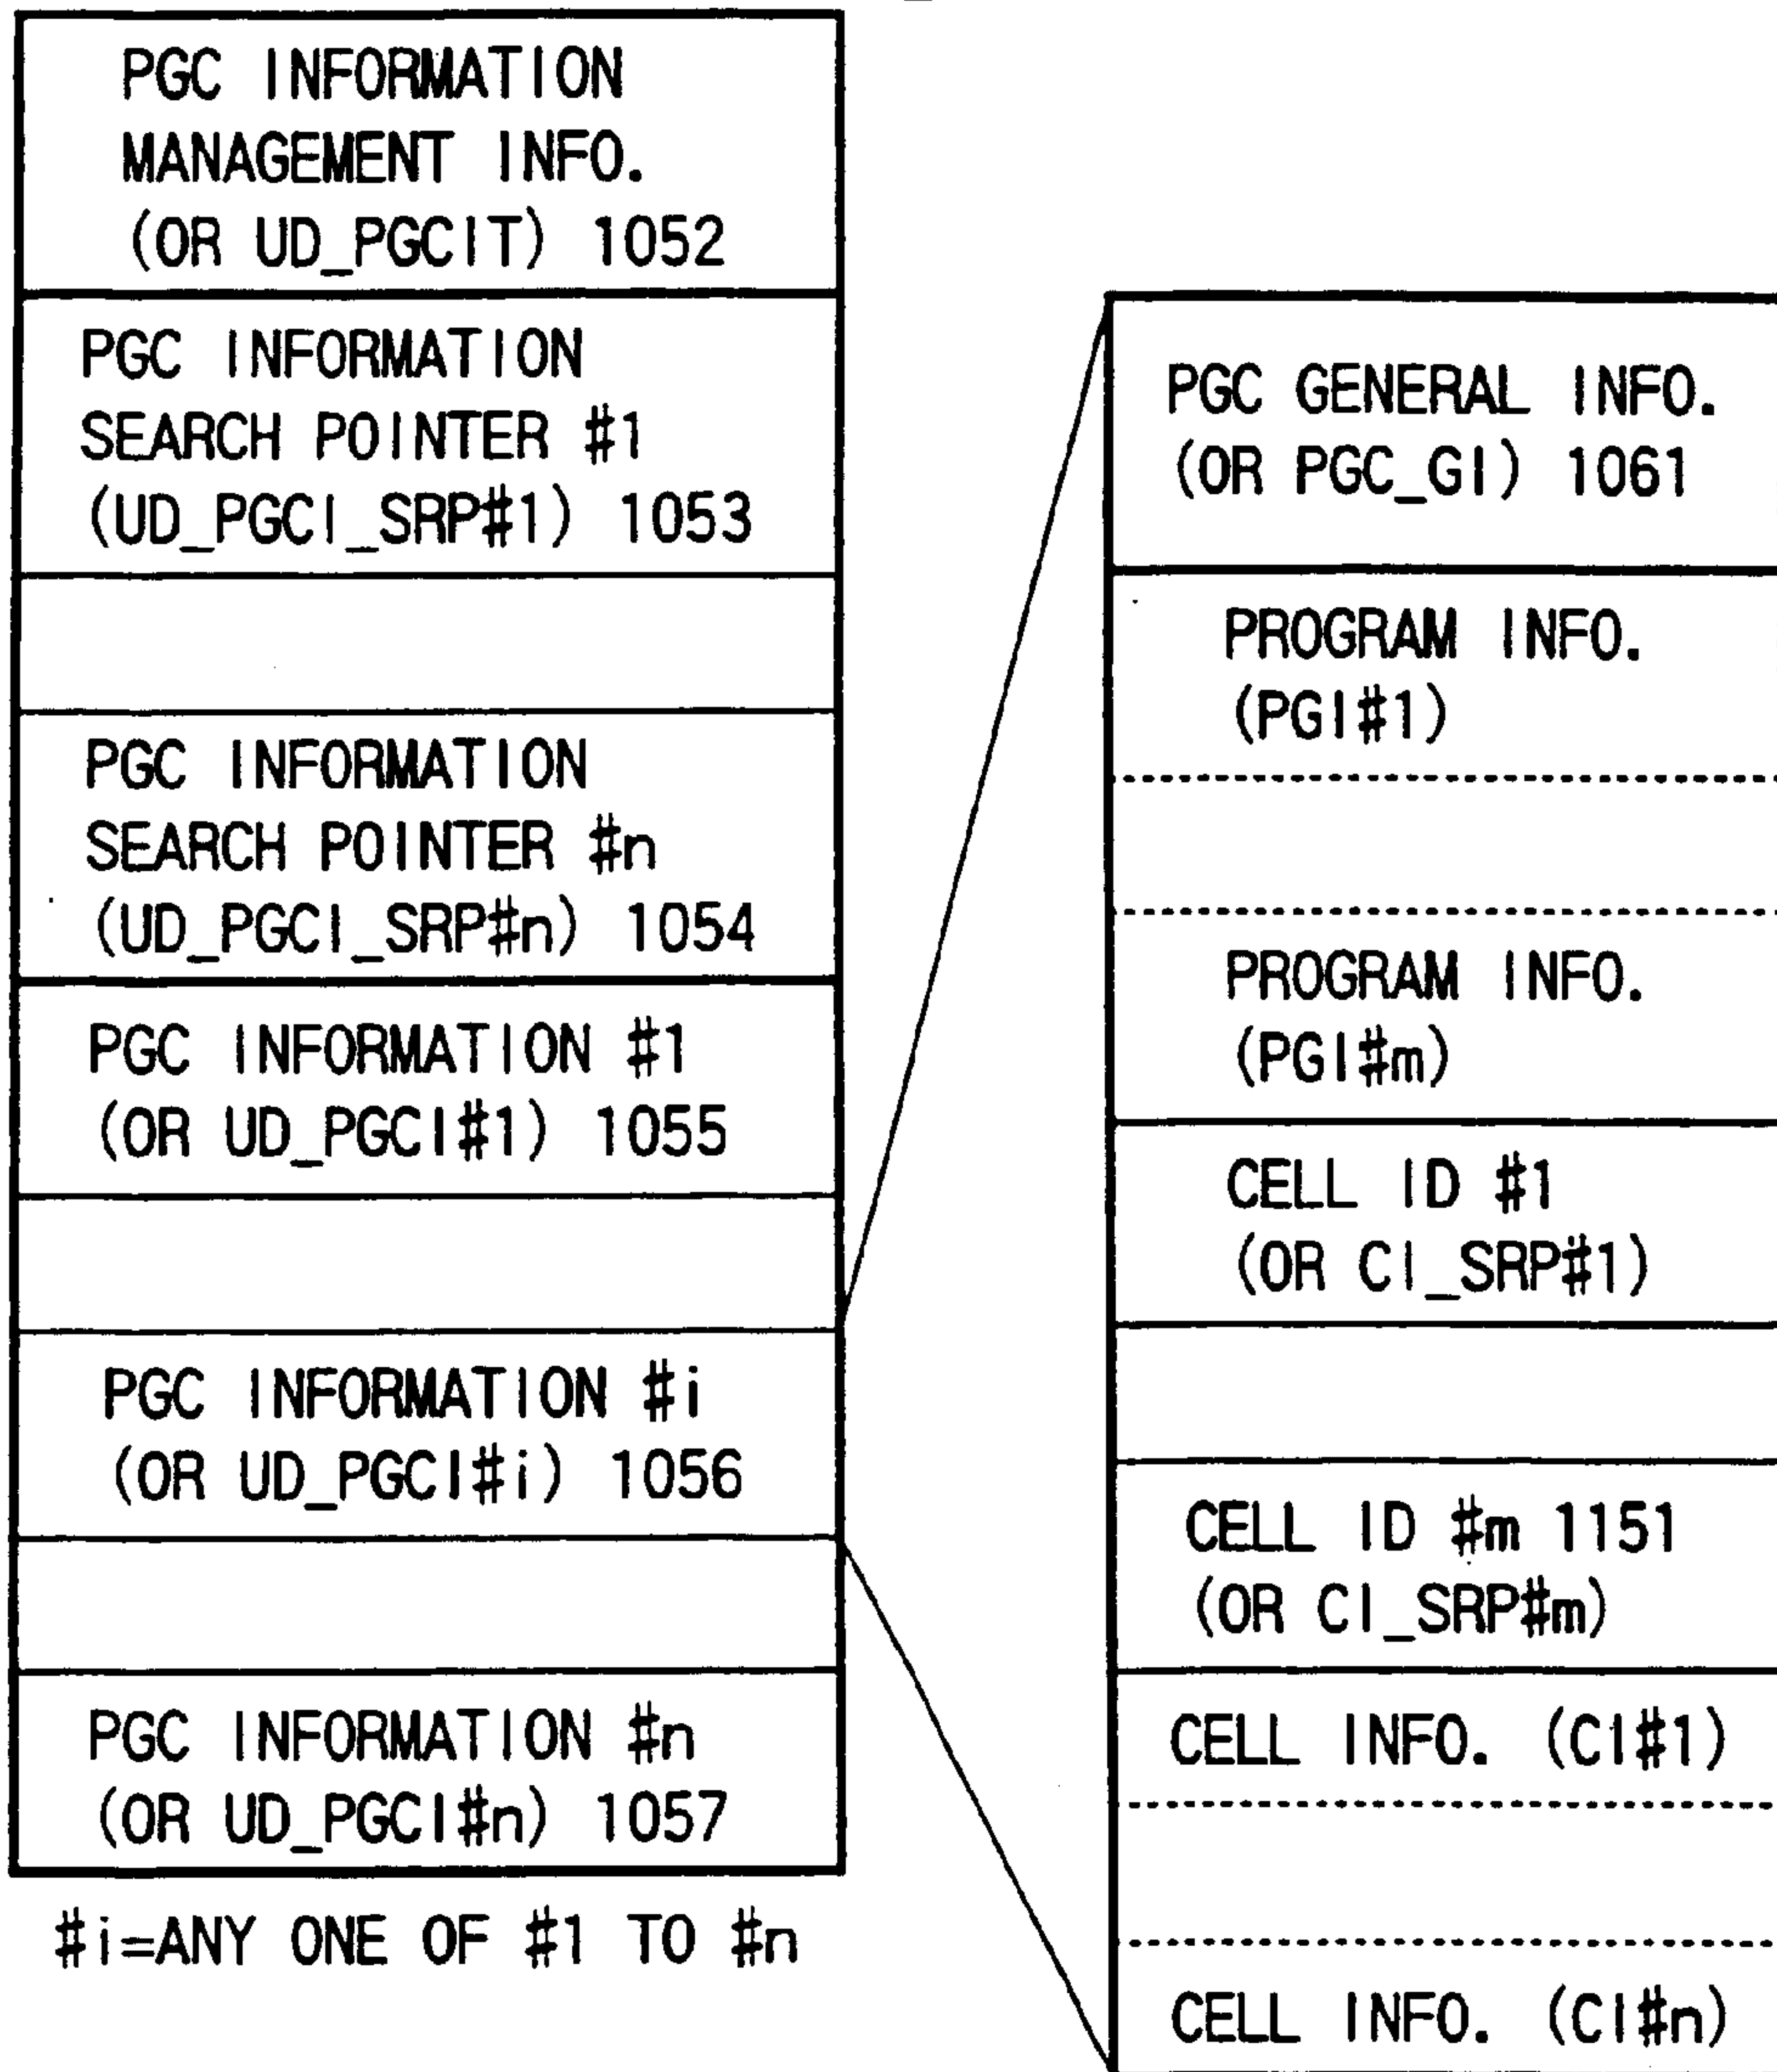 PGC INFORMATION
MANAGEMENT INFO.
(OR UD_PGCIT) 1052
PGC INFORMATION
SEARCH POINTER #1
(UD_PGCI_SRP#1) 1053
PGC INFORMATION
SEARCH POINTER #n
(UD_PGCI_SRP#n) 1054
PGC INFORMATION #1
(OR UD_PGCI#1) 1055
PGC INFORMATION #i
(OR UD_PGCI#i) 1056
PGC INFORMATION #n
(OR UD_PGCI#n) 1057
#i=ANY ONE OF #1 TO #n
PGC GENERAL INFO.
(OR PGC_GI) 1061
PROGRAM INFO.
(PGI#1)
PROGRAM INFO.
(PGI#m)
CELL ID #1
(OR CI_SRP#1)
CELL ID #m 1151
(OR CI_SRP#m)
CELL INFO. (CI#1)
CELL INFO. (CI#n)